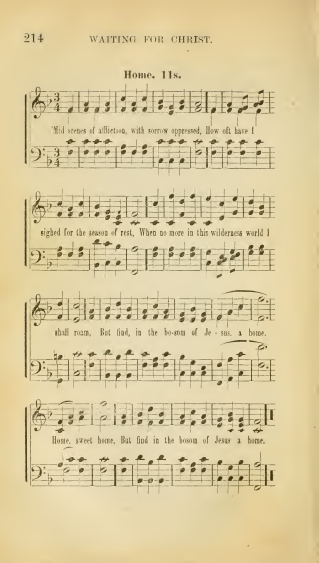 214 WAITING FOR CHRIST.
Home. 11s.
'Mid scenes of affliction, with sorrow oppressed, How oft have I
sighed for the season of rest, When no more in this wilderness world I
shall roam, But find, in the bo-som of Je - sus, a home.
Home, sweet home, But find in the bosom of Jesus a home.